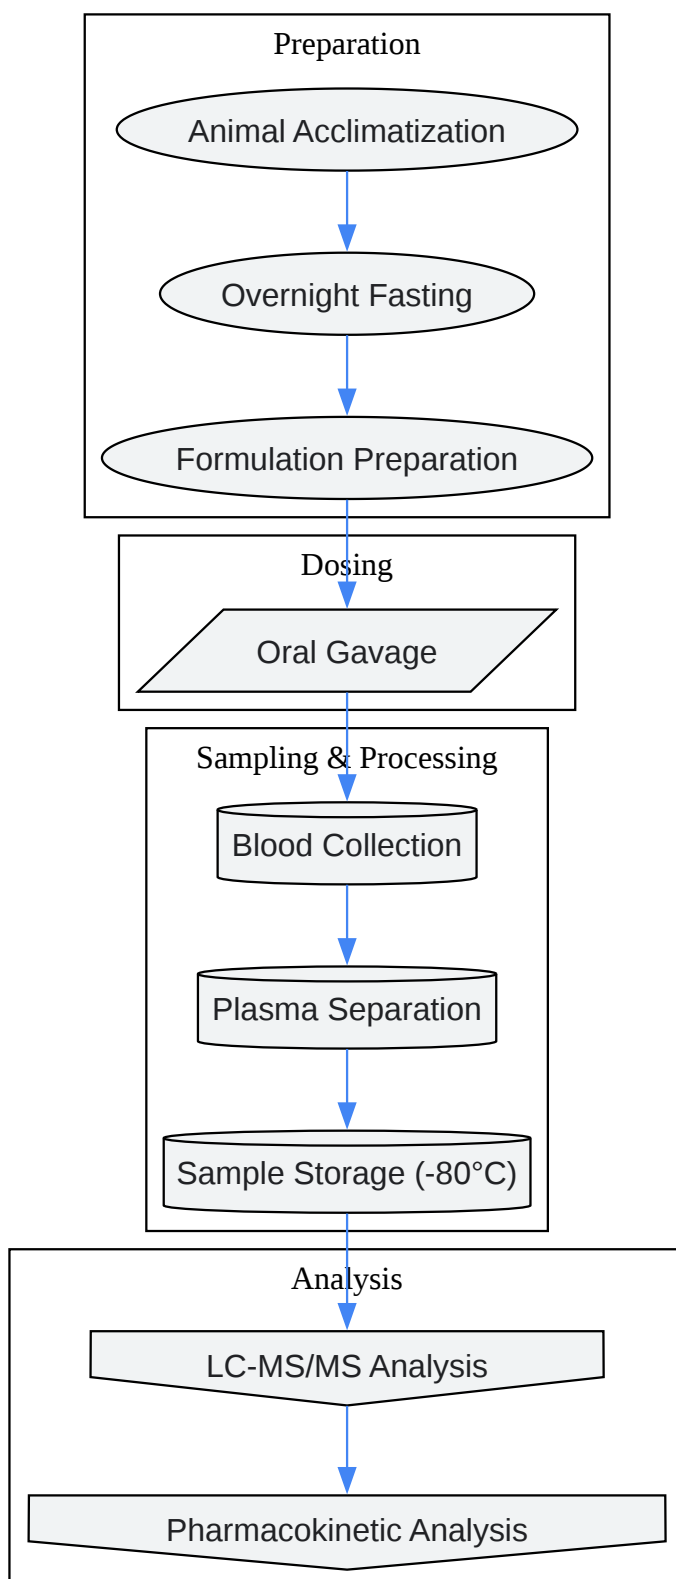 Preparation
Animal Acclimatization
Overnight Fasting
Formulation Preparation
Dosing
Oral Gavage
Sampling & Processing
Blood Collection
Plasma Separation
Sample Storage (-80°C)
Analysis
LC-MS/MS Analysis
Pharmacokinetic Analysis